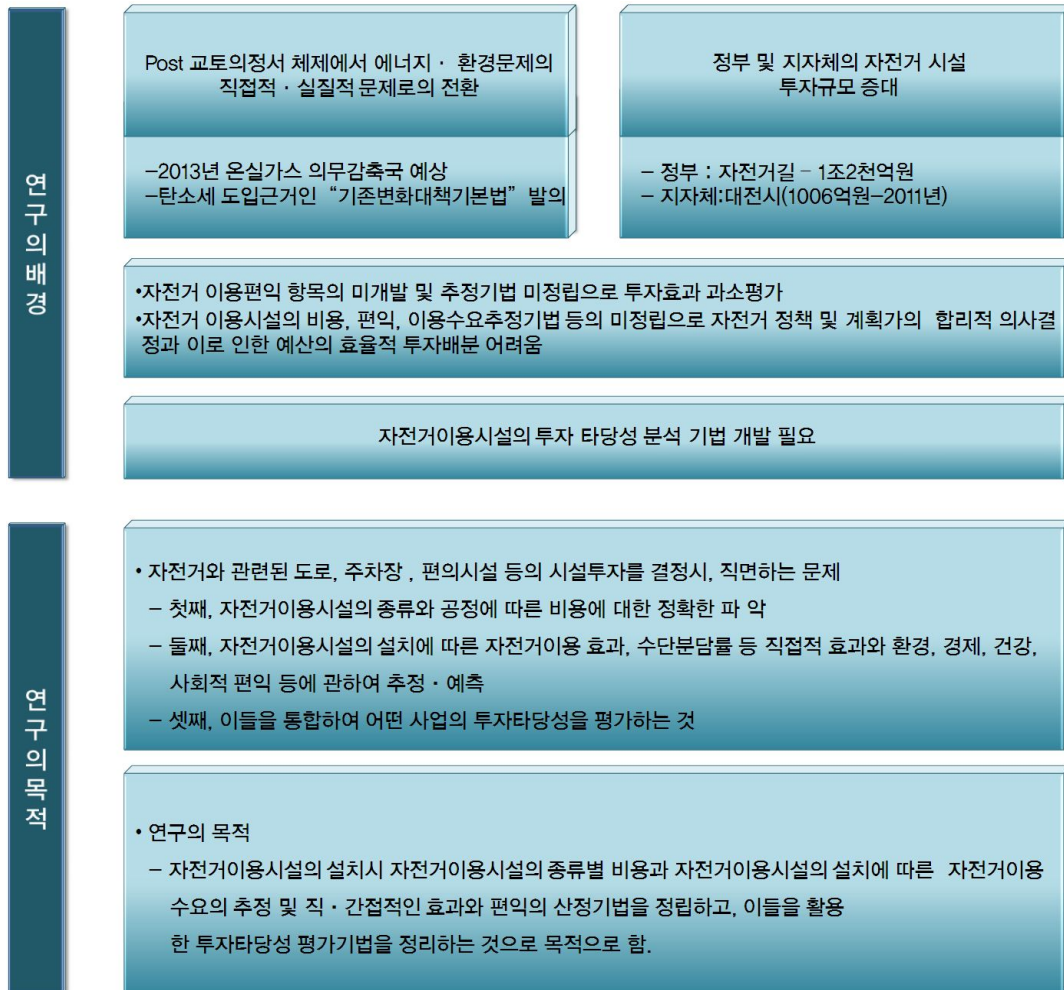 연구의배경
Post 교토의정서 체제에서 에너지 · 환경문제의
직접적 · 실질적 문제로의 전환
-2013년 온실가스 의무감축국 예상
-탄소세 도입근거인 “기존변화대책기본법” 발의
정부 및 지자체의 자전거 시설
투자규모 증대
- 정부 : 자전거길 - 1조2천억원
- 지자체:대전시(1006억원-2011년)
•자전거 이용편익 항목의 미개발 및 추정기법 미정립으로 투자효과 과소평가
•자전거 이용시설의 비용, 편익, 이용수요추정기법 등의 미정립으로 자전거 정책 및 계획가의 합리적 의사결
정과 이로 인한 예산의 효율적 투자배분 어려움
자전거이용시설의 투자 타당성 분석 기법 개발 필요
연구의목적
• 자전거와 관련된 도로, 주차장 , 편의시설 등의 시설투자를 결정시, 직면하는 문제
- 첫째, 자전거이용시설의 종류와 공정에 따른 비용에 대한 정확한 파 악
- 둘째, 자전거이용시설의 설치에 따른 자전거이용 효과, 수단분담률 등 직접적 효과와 환경, 경제, 건강,
사회적 편익 등에 관하여 추정 · 예측
- 셋째, 이들을 통합하여 어떤 사업의 투자타당성을 평가하는 것
• 연구의 목적
- 자전거이용시설의 설치시 자전거이용시설의 종류별 비용과 자전거이용시설의 설치에 따른 자전거이용
수요의 추정 및 직 · 간접적인 효과와 편익의 산정기법을 정립하고, 이들을 활용
한 투자타당성 평가기법을 정리하는 것으로 목적으로 함.